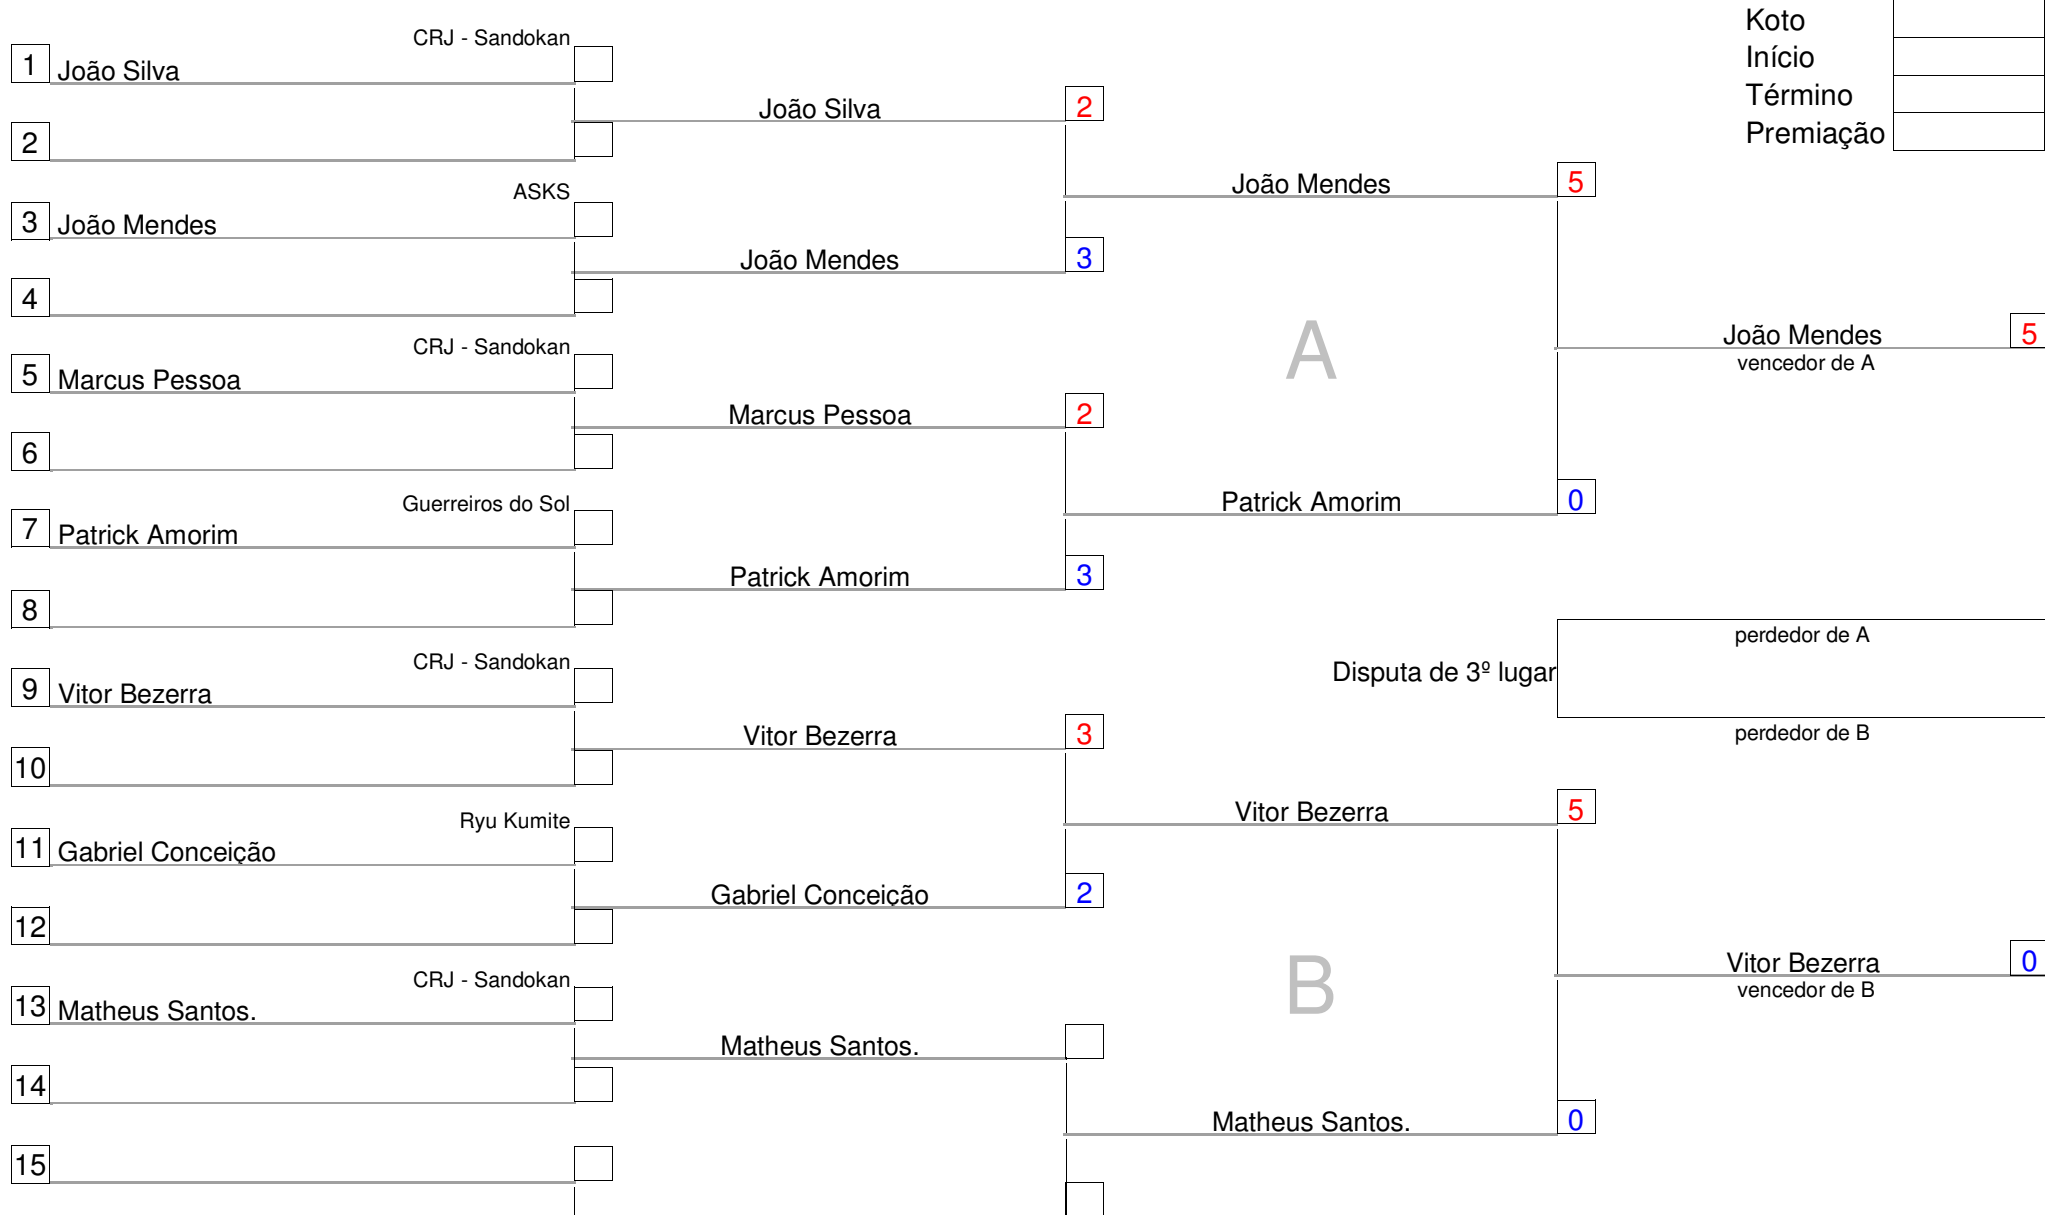 Koto
Início
Término
Premiação
CRJ - Sandokan
1 João Silva
2
ASKS
3 João Mendes
4
CRJ - Sandokan
5 Marcus Pessoa
6
Guerreiros do Sol
7 Patrick Amorim
8
CRJ - Sandokan
9 Vitor Bezerra
10
Ryu Kumite
11 Gabriel Conceição
12
CRJ - Sandokan
13 Matheus Santos.
14
15
João Silva 2
João Mendes 3
Marcus Pessoa 2
Patrick Amorim 3
Vitor Bezerra 3
Gabriel Conceição 2
Matheus Santos.
João Mendes 5
A
Patrick Amorim 0
Disputa de 3º lugar
perdedor de A
perdedor de B
Vitor Bezerra 5
B
Matheus Santos. 0
João Mendes 5
vencedor de A
Vitor Bezerra 0
vencedor de B